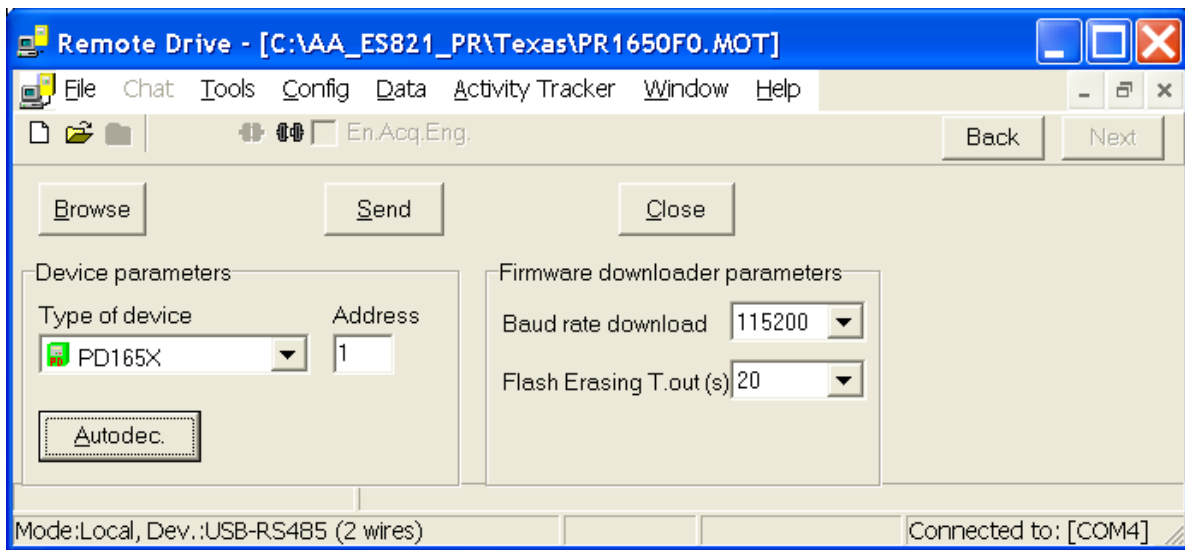 Remote Drive - [C:\AA_ES821_PR\Texas\PR1650F0.MOT]
File Chat Tools Config Data Activity Tracker Window Help
En.Acq.Eng. Back Next
Browse Send Close
Device parameters
Type of device Address
PD PD165X 1
Autodec.
Firmware downloader parameters
Baud rate download 115200
Flash Erasing T.out (s) 20
Mode:Local, Dev.:USB-RS485 (2 wires) Connected to: [COM4]